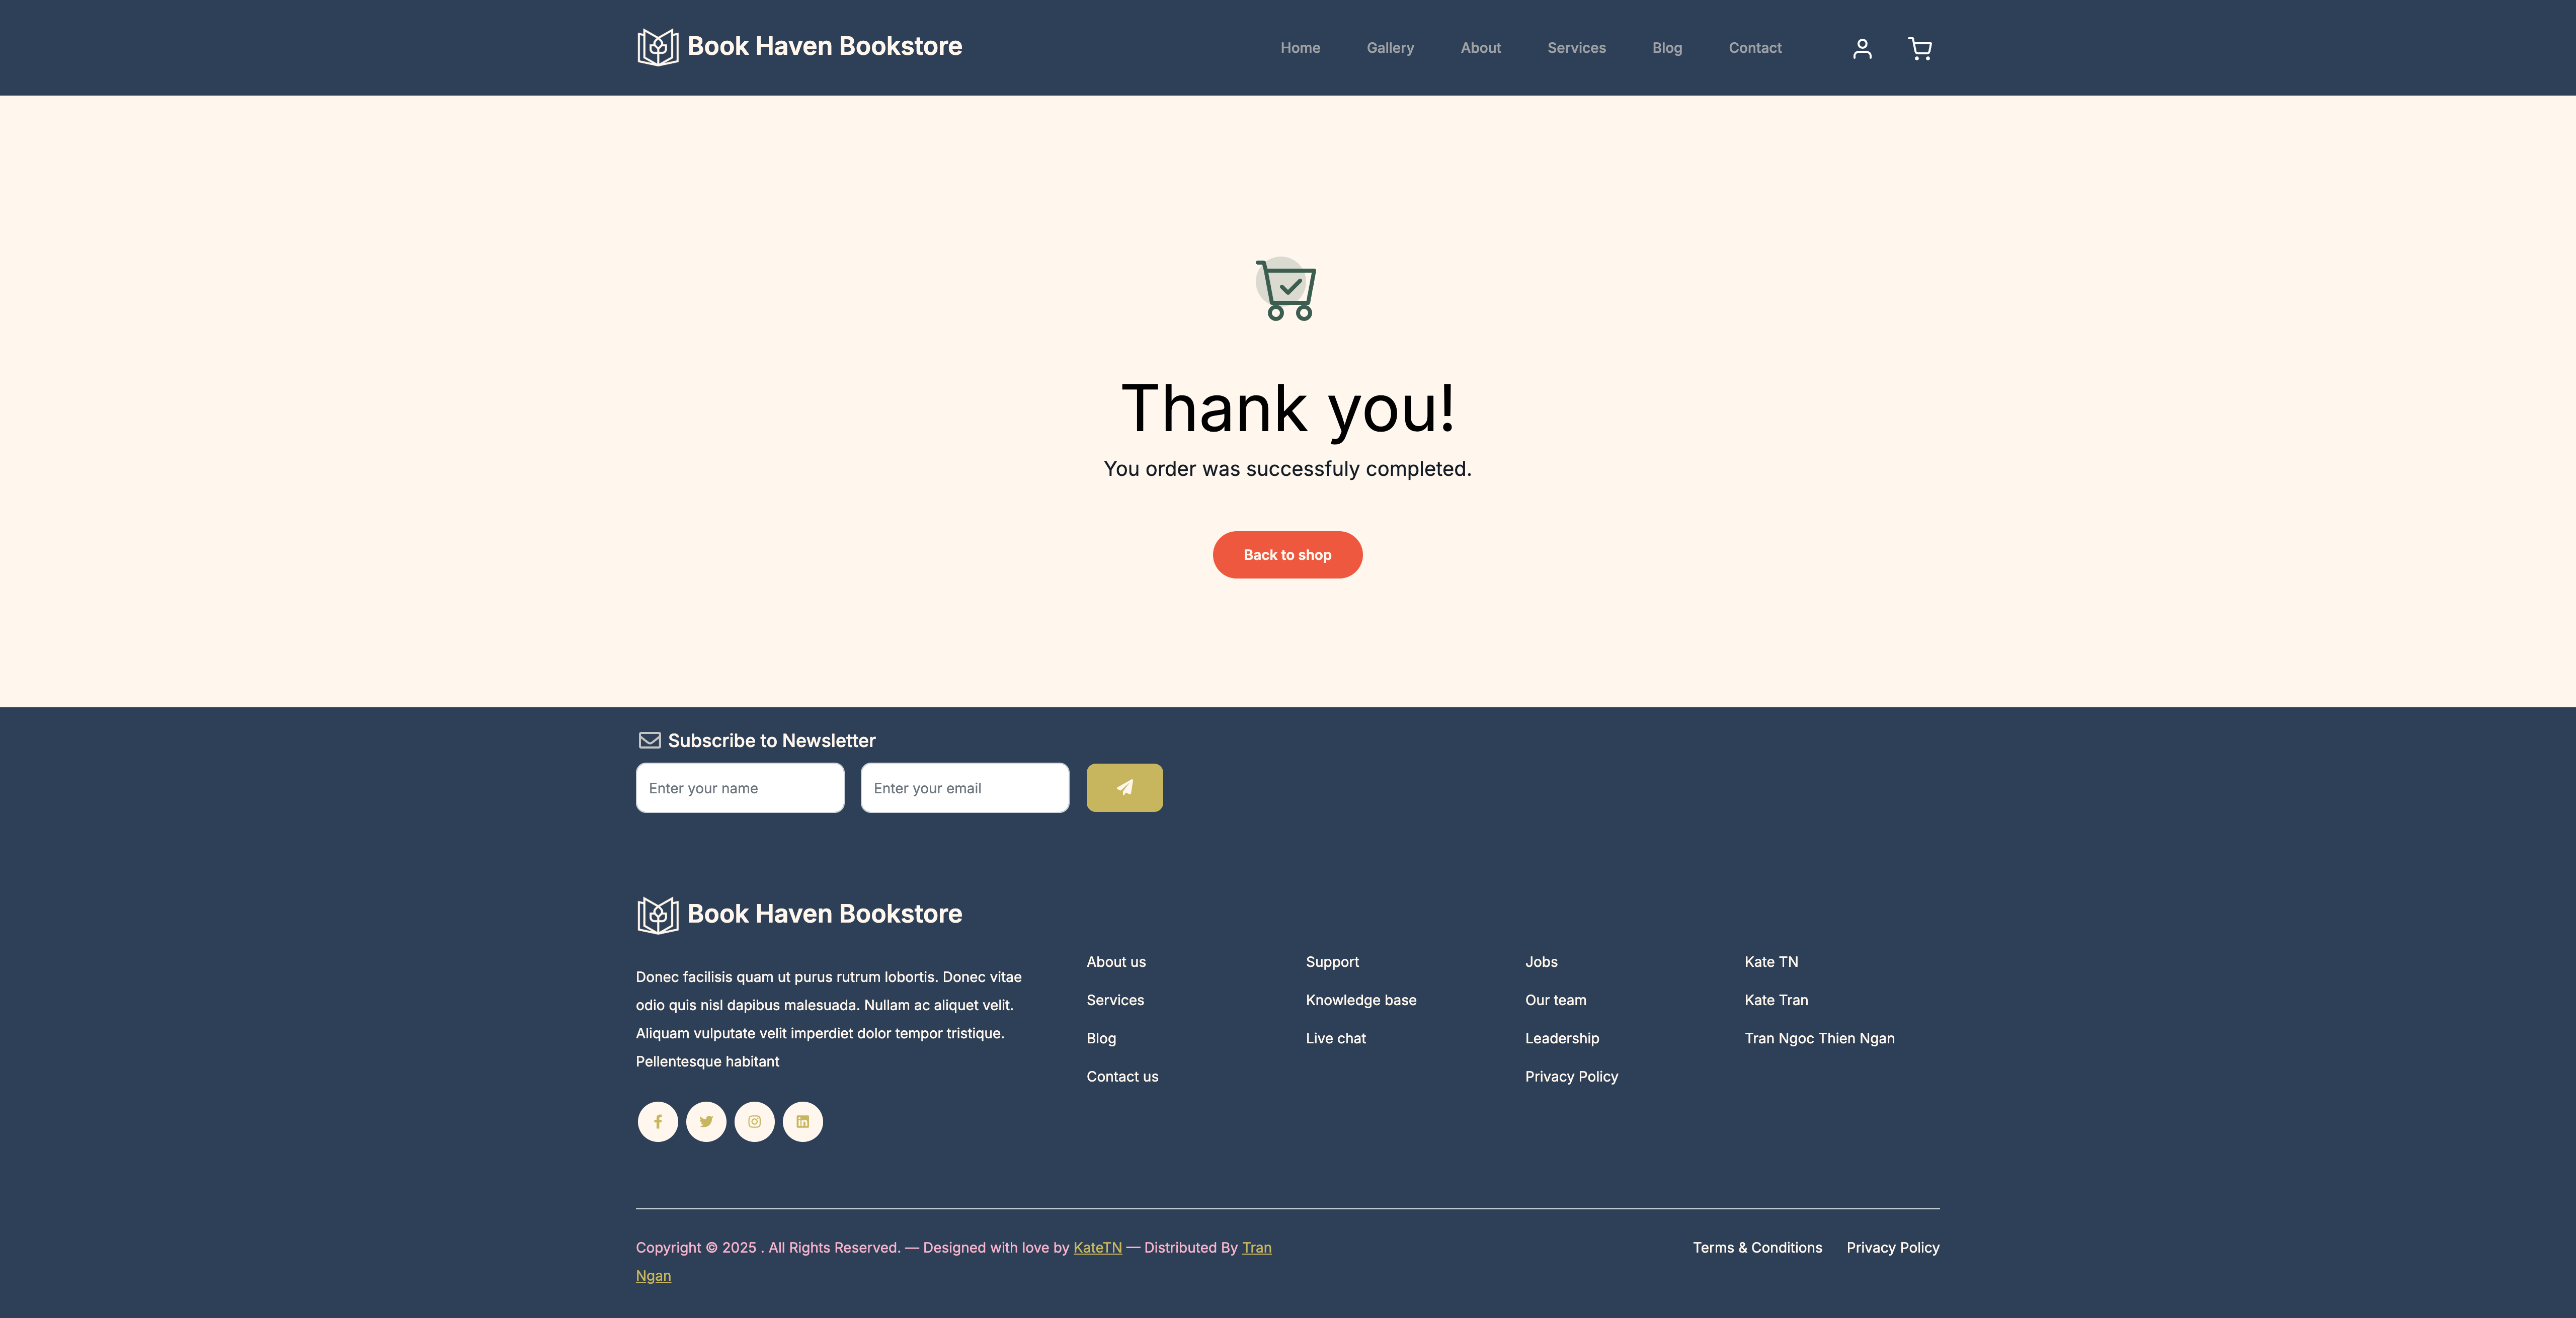 Book Haven Bookstore
Home Gallery About Services Blog Contact
Thank you!
You order was successfuly completed.
Back to shop
Subscribe to Newsletter
Enter your name Enter your email
Book Haven Bookstore
Donec facilisis quam ut purus rutrum lobortis. Donec vitae
odio quis nisl dapibus malesuada. Nullam ac aliquet velit.
Aliquam vulputate velit imperdiet dolor tempor tristique.
Pellentesque habitant
About us
Services
Blog
Contact us
Support
Knowledge base
Live chat
Jobs
Our team
Leadership
Privacy Policy
Kate TN
Kate Tran
Tran Ngoc Thien Ngan
Copyright © 2025 . All Rights Reserved. — Designed with love by KateTN — Distributed By Tran
Ngan
Terms & Conditions Privacy Policy